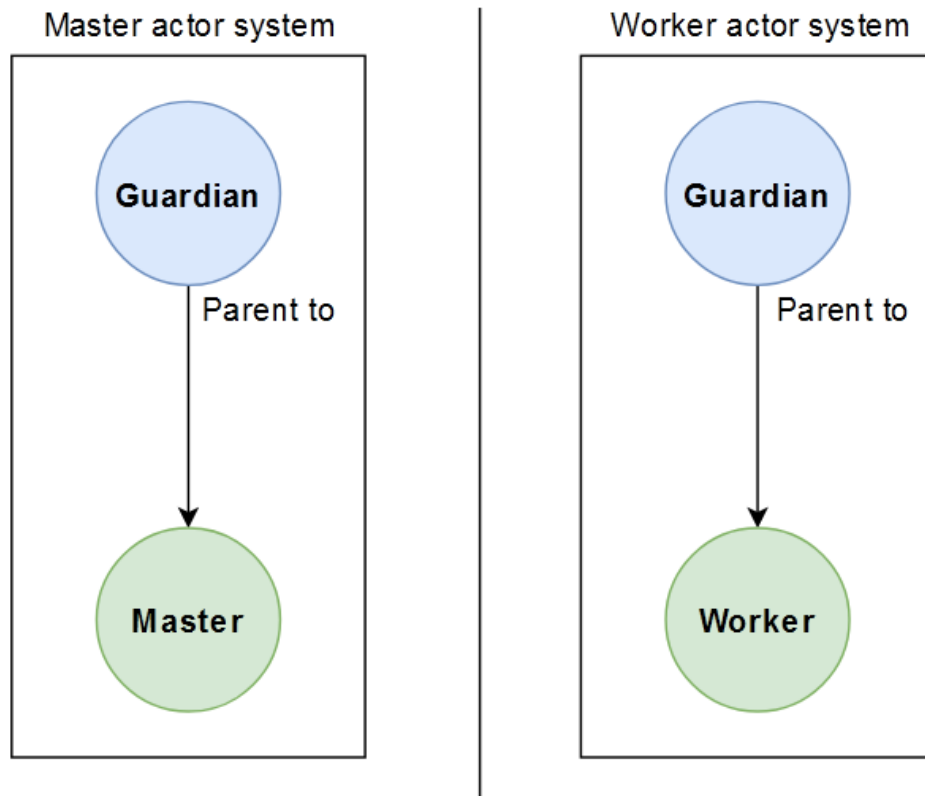 Master actor system
Guardian
Parent to
Master
Worker actor system
Guardian
Parent to
Worker